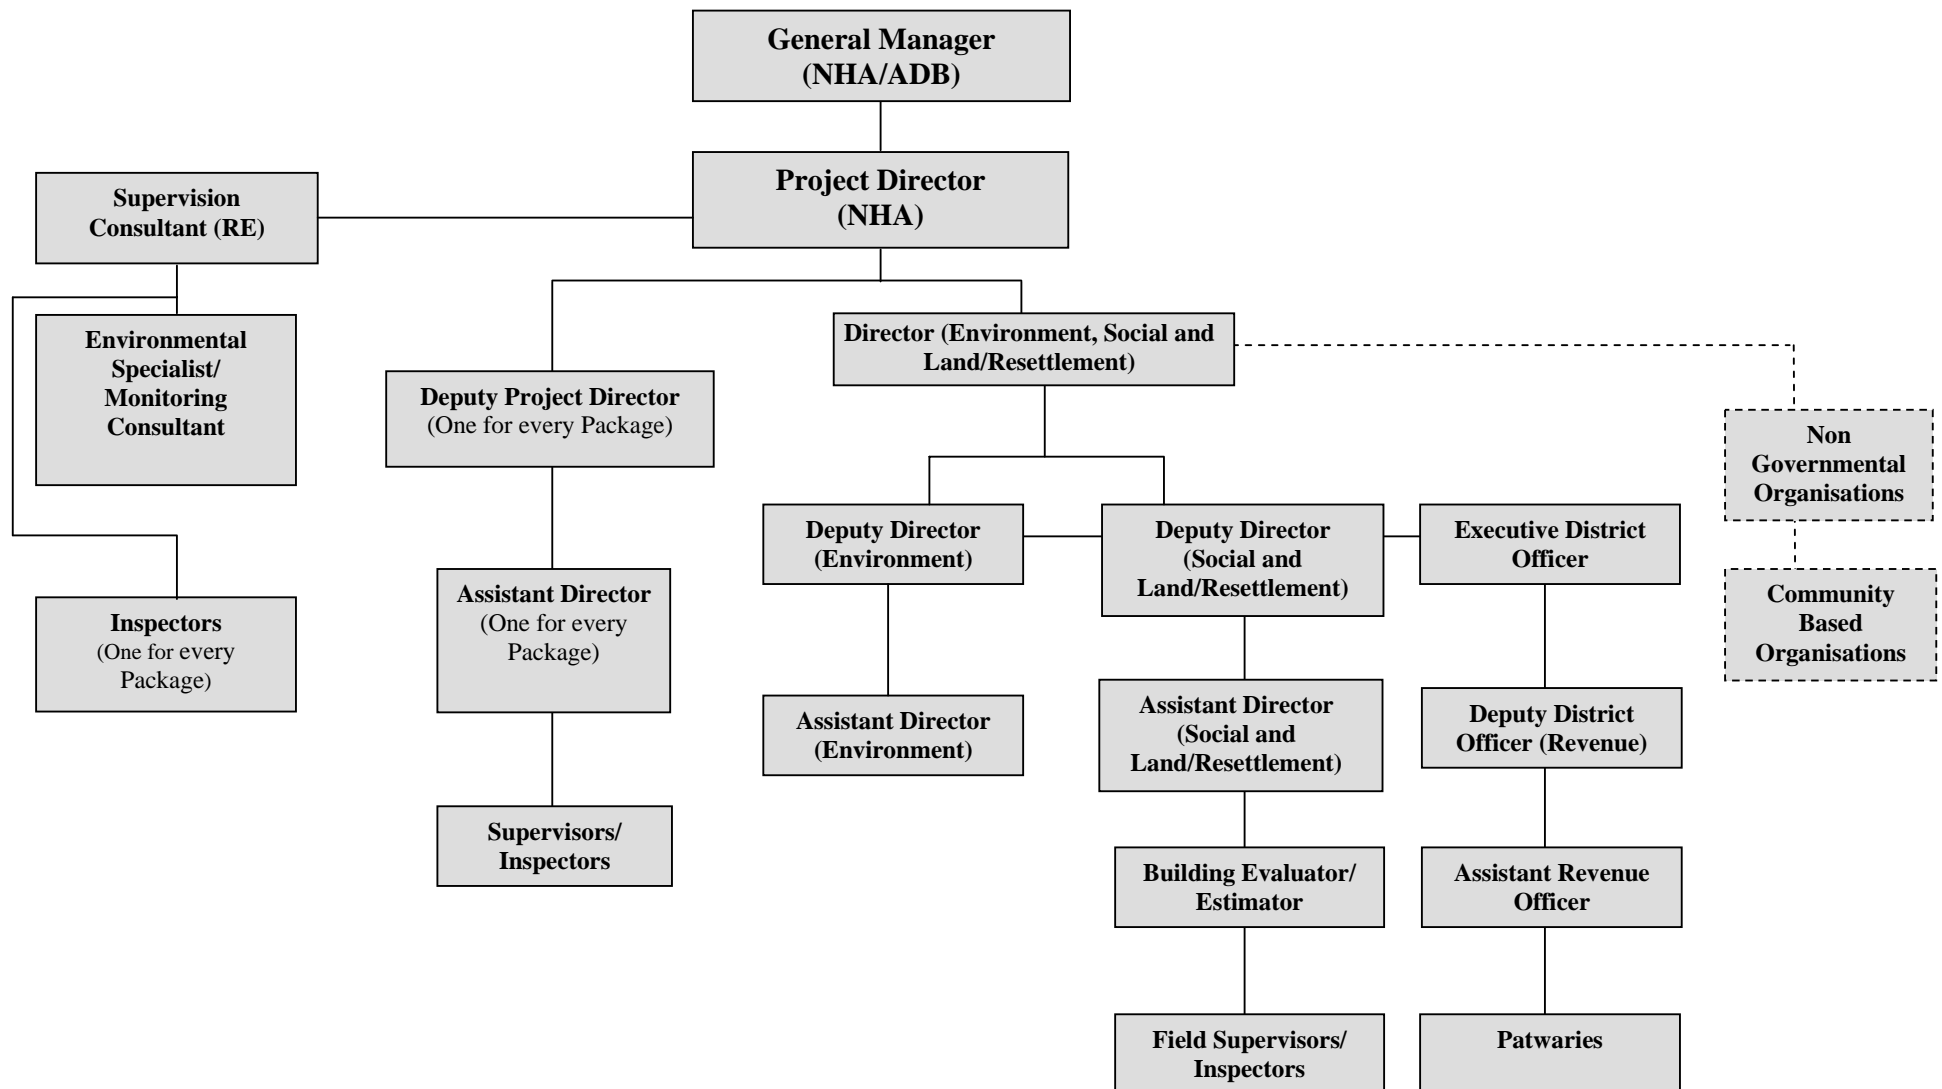 General Manager
(NHA/ADB)
Project Director
(NHA)
Supervision
Consultant (RE)
Environmental
Specialist/
Monitoring
Consultant
Inspectors
(One for every
Package)
Deputy Project Director
(One for every Package)
Assistant Director
(One for every
Package)
Supervisors/
Inspectors
Director (Environment, Social and
Land/Resettlement)
Deputy Director
(Environment)
Assistant Director
(Environment)
Deputy Director
(Social and
Land/Resettlement)
Assistant Director
(Social and
Land/Resettlement)
Building Evaluator/
Estimator
Field Supervisors/
Inspectors
Executive District
Officer
Deputy District
Officer (Revenue)
Assistant Revenue
Officer
Patwaries
Non
Governmental
Organisations
Community
Based
Organisations